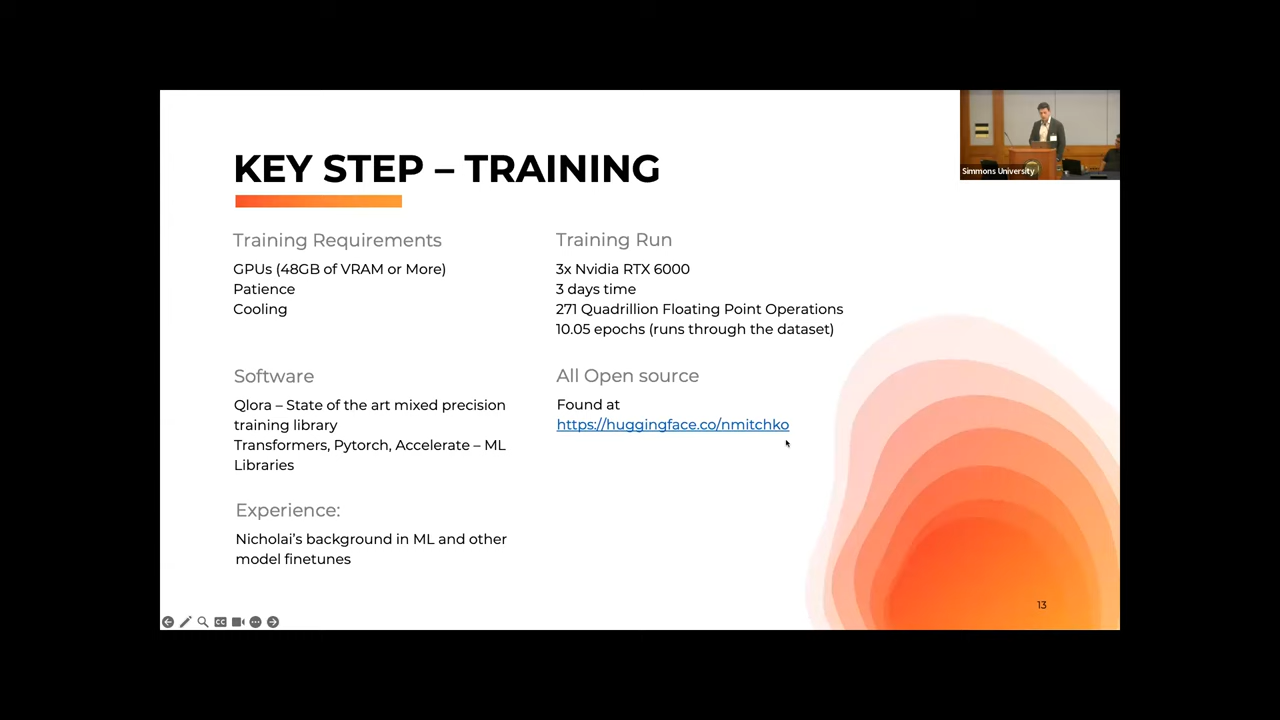 KEY STEP – TRAINING
Training Requirements
GPUs (48GB of VRAM or More)
Patience
Cooling
Training Run
3x Nvidia RTX 6000
3 days time
271 Quadrillion Floating Point Operations
10.05 epochs (runs through the dataset)
Software
Qlora – State of the art mixed precision
training library
Transformers, Pytorch, Accelerate – ML
Libraries
All Open source
Found at
https://huggingface.co/nmitchko
Experience:
Nicholai’s background in ML and other
model finetunes
13
Simmons University
CC